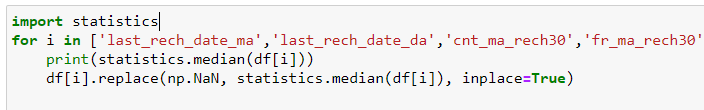 import statistics
for i in ['last_rech_date_ma','last_rech_date_da','cnt_ma_rech30','fr_ma_rech30'
    print(statistics.median(df[i]))
    df[i].replace(np.NaN, statistics.median(df[i]), inplace=True)